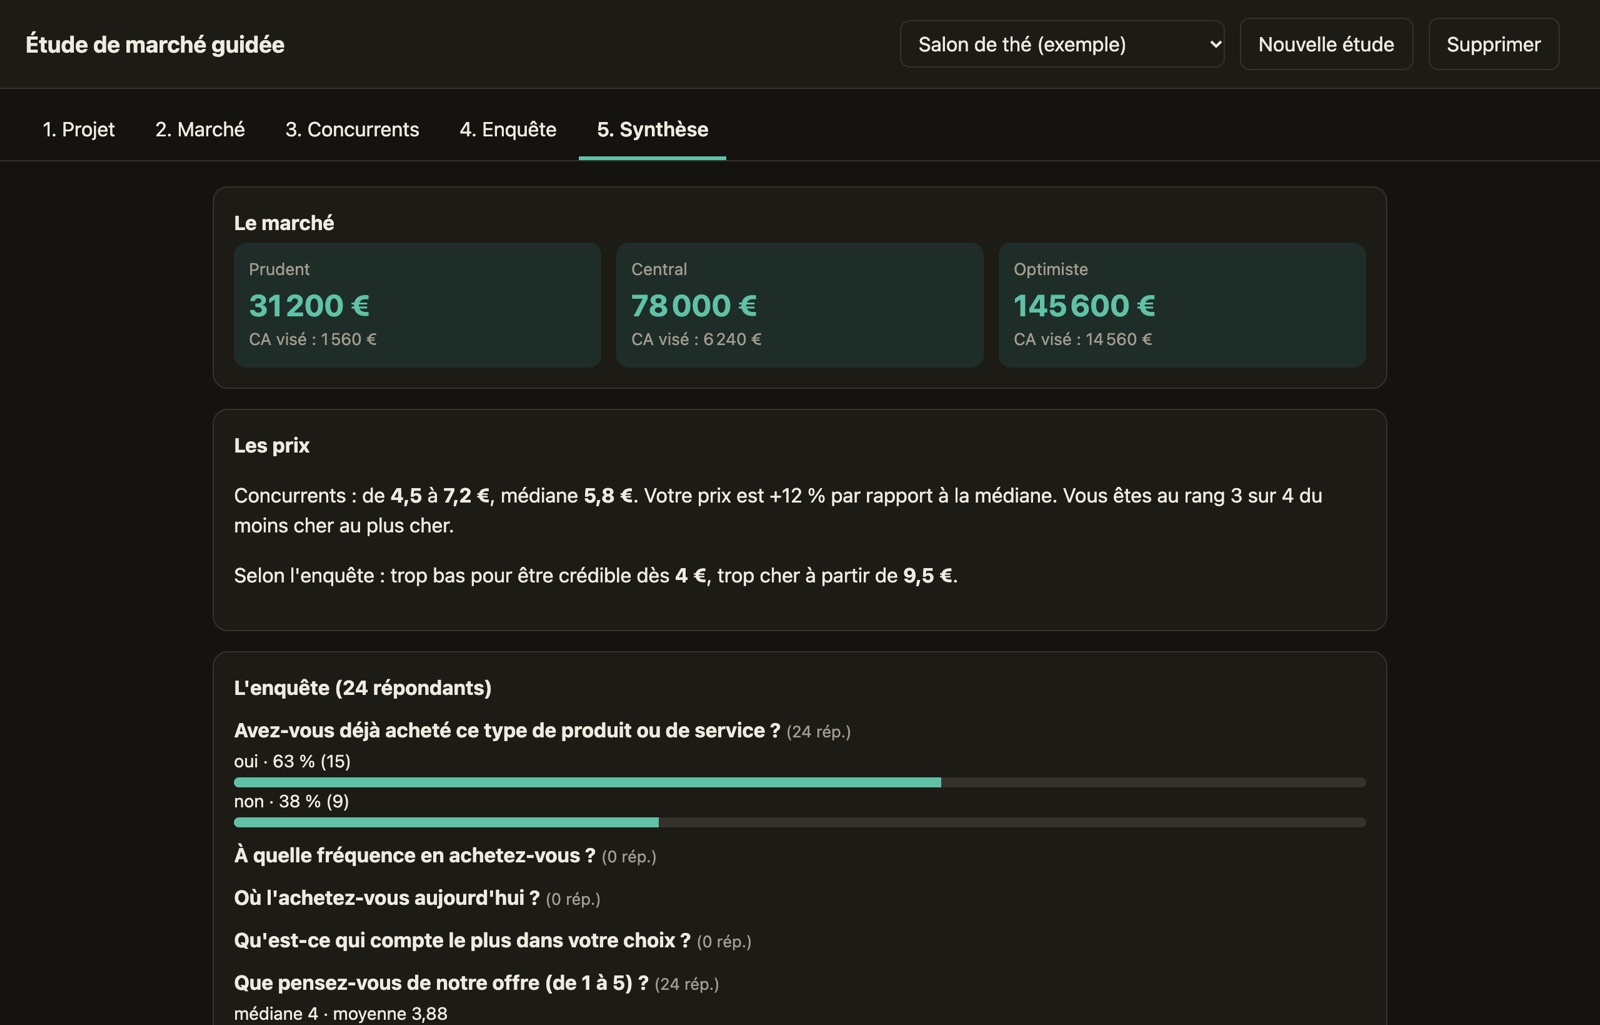 Étude de marché guidée
Salon de thé (exemple)
Nouvelle étude
Supprimer
1. Projet
2. Marché
3. Concurrents
4. Enquête
5. Synthèse
Le marché
Prudent
31 200 €
CA visé : 1 560 €
Central
78 000 €
CA visé : 6 240 €
Optimiste
145 600 €
CA visé : 14 560 €
Les prix
Concurrents : de 4,5 à 7,2 €, médiane 5,8 €. Votre prix est +12 % par rapport à la médiane. Vous êtes au rang 3 sur 4 du
moins cher au plus cher.
Selon l'enquête : trop bas pour être crédible dès 4 €, trop cher à partir de 9,5 €.
L'enquête (24 répondants)
Avez-vous déjà acheté ce type de produit ou de service ? (24 rép.)
oui · 63 % (15)
non · 38 % (9)
À quelle fréquence en achetez-vous ? (0 rép.)
Où l'achetez-vous aujourd'hui ? (0 rép.)
Qu'est-ce qui compte le plus dans votre choix ? (0 rép.)
Que pensez-vous de notre offre (de 1 à 5) ? (24 rép.)
médiane 4 · moyenne 3,88